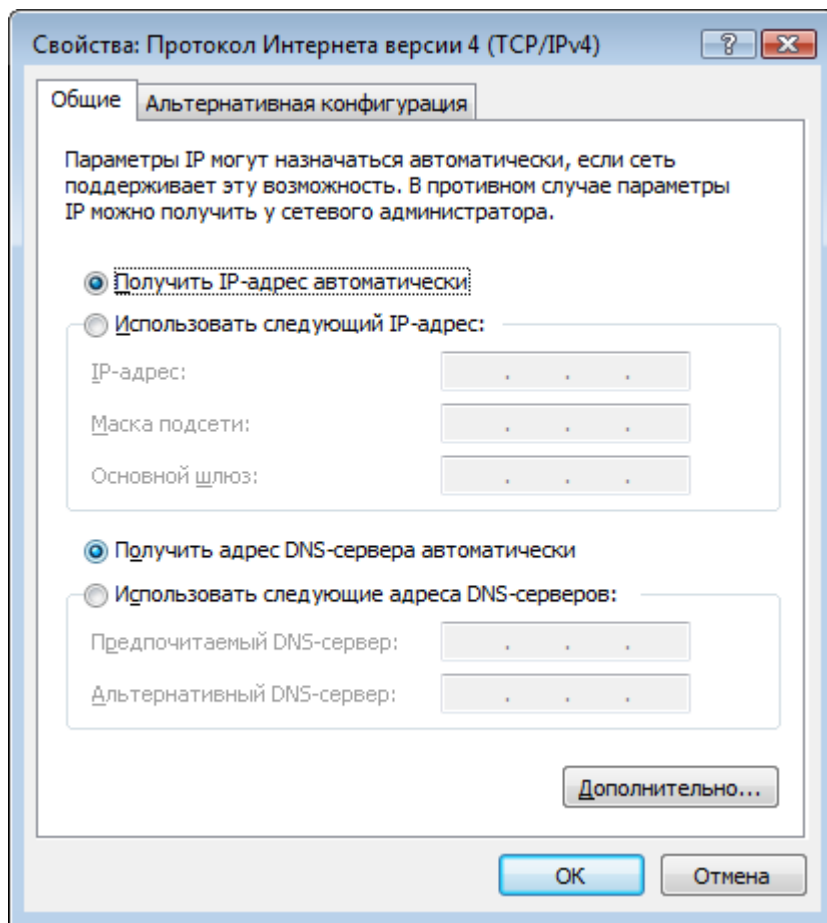 Свойства: Протокол Интернета версии 4 (TCP/IPv4)
Общие
Альтернативная конфигурация
Параметры IP могут назначаться автоматически, если сеть
поддерживает эту возможность. В противном случае параметры
IP можно получить у сетевого администратора.
Получить IP-адрес автоматически
Использовать следующий IP-адрес:
IP-адрес:
Маска подсети:
Основной шлюз:
Получить адрес DNS-сервера автоматически
Использовать следующие адреса DNS-серверов:
Предпочитаемый DNS-сервер:
Альтернативный DNS-сервер:
Дополнительно...
ОК
Отмена